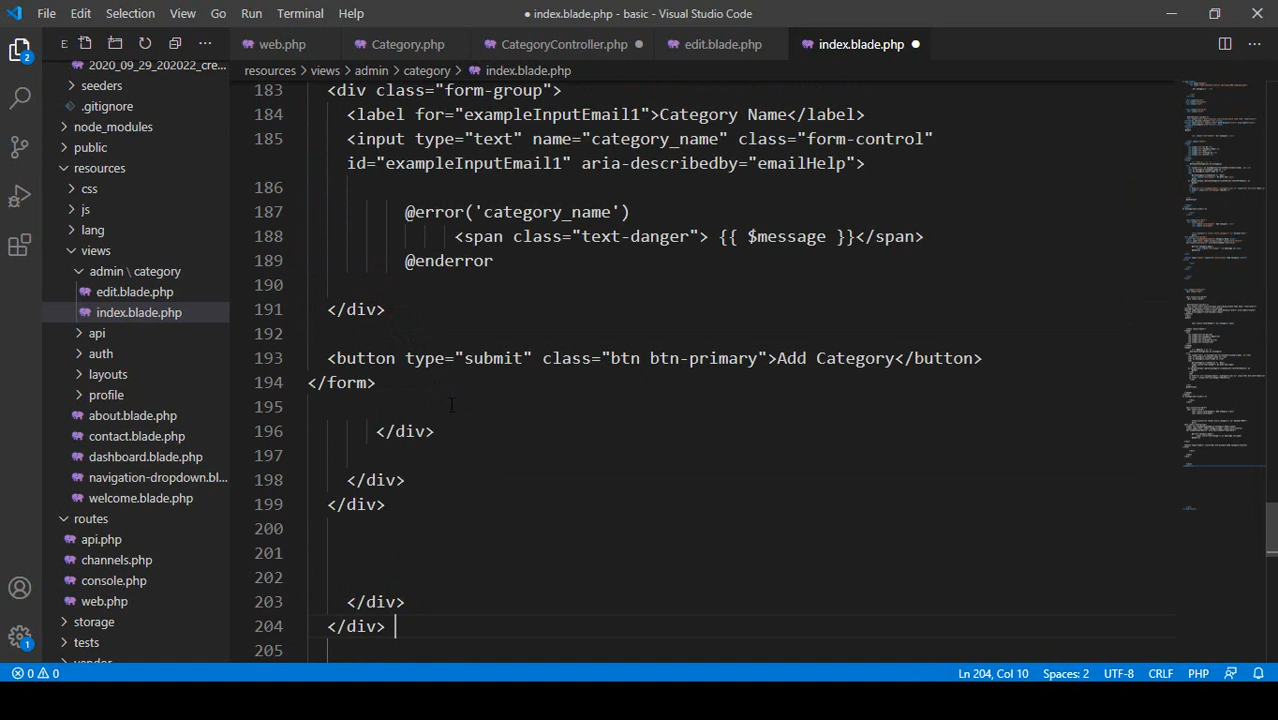 File Edit Selection View Go Run Terminal Help
● index.blade.php - basic - Visual Studio Code
E
web.php Category.php CategoryController.php edit.blade.php index.blade.php
resources > views > admin > category > index.blade.php
2020_09_29_202022_cre...
seeders
.gitignore
node_modules
public
resources
css
js
lang
views
admin \ category
edit.blade.php
index.blade.php
api
auth
layouts
profile
about.blade.php
contact.blade.php
dashboard.blade.php
navigation-dropdown.bl...
welcome.blade.php
routes
api.php
channels.php
console.php
web.php
storage
tests
2
1
183 <div class="form-group">
184 <label for="exampleInputEmail1">Category Name</label>
185 <input type="text" name="category_name" class="form-control"
id="exampleInputEmail1" aria-describedby="emailHelp">
186
187 @error('category_name')
188 <span class="text-danger"> {{ $message }}</span>
189 @enderror
190
191 </div>
192
193 <button type="submit" class="btn btn-primary">Add Category</button>
194 </form>
195
196 </div>
197
198 </div>
199 </div>
200
201
202
203 </div>
204 </div>
205
0 0 Ln 204, Col 10 Spaces: 2 UTF-8 CRLF PHP